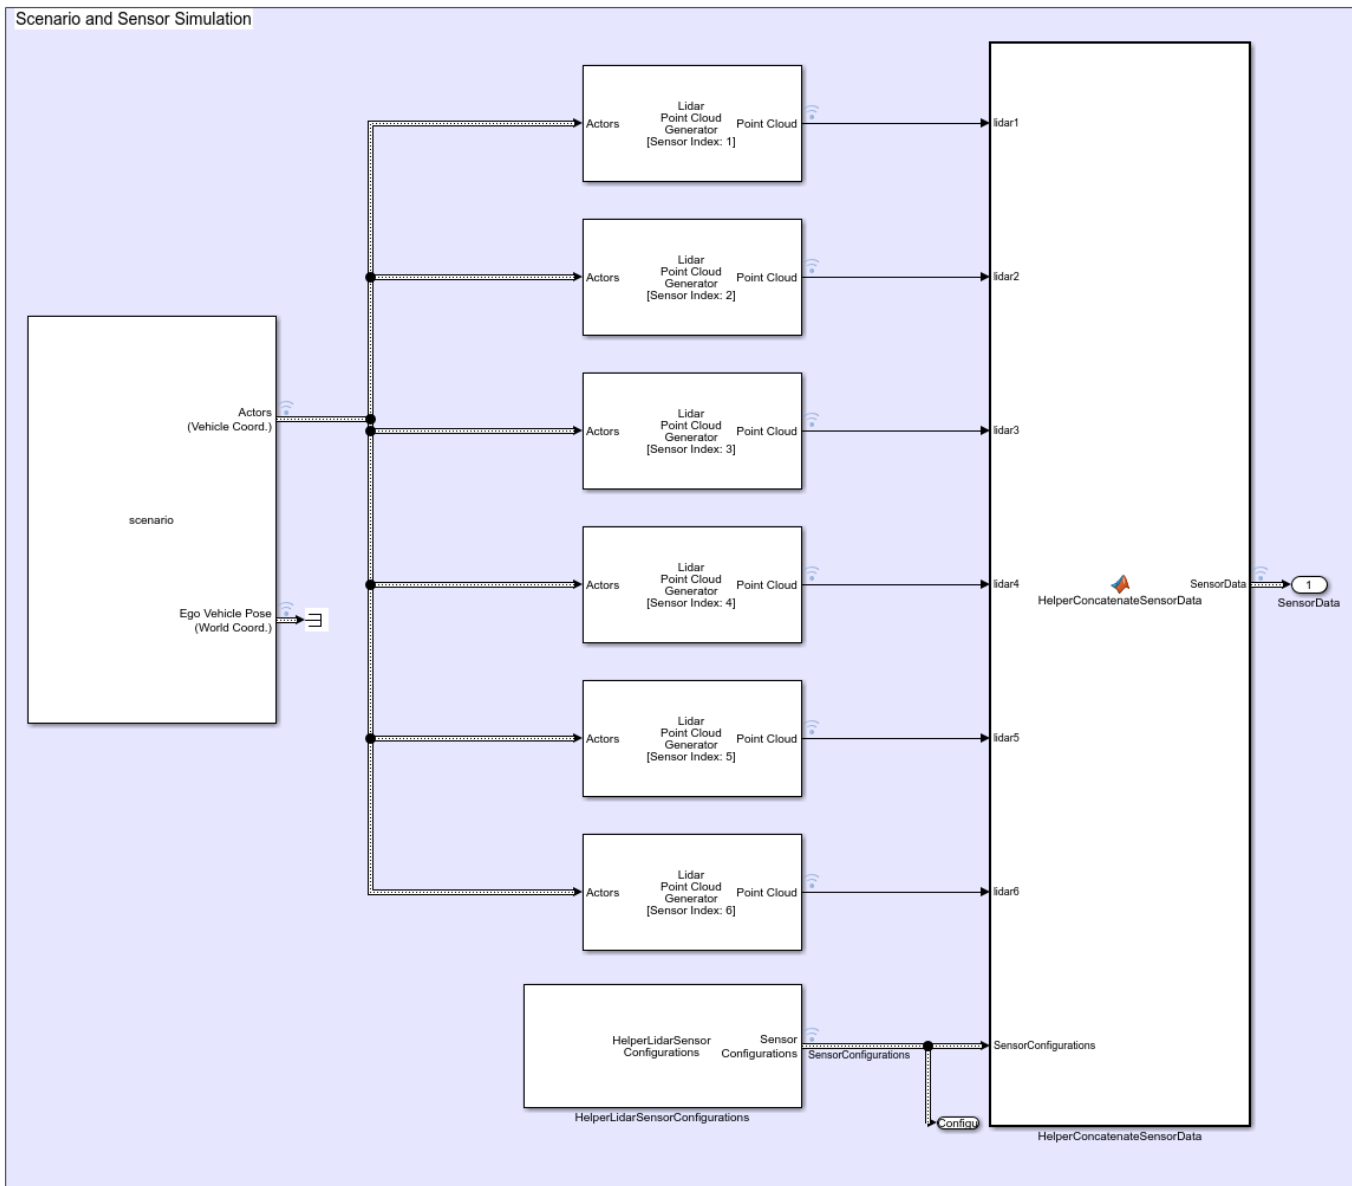 Scenario and Sensor Simulation
Actors
(Vehicle Coord.)
scenario
Ego Vehicle Pose
(World Coord.)
Actors
Lidar
Point Cloud
Generator
[Sensor Index: 1]
Point Cloud
Actors
Lidar
Point Cloud
Generator
[Sensor Index: 2]
Point Cloud
Actors
Lidar
Point Cloud
Generator
[Sensor Index: 3]
Point Cloud
Actors
Lidar
Point Cloud
Generator
[Sensor Index: 4]
Point Cloud
Actors
Lidar
Point Cloud
Generator
[Sensor Index: 5]
Point Cloud
Actors
Lidar
Point Cloud
Generator
[Sensor Index: 6]
Point Cloud
HelperLidarSensor
Configurations
Sensor
Configurations
HelperLidarSensorConfigurations
SensorConfigurations
Configu
lidar1
lidar2
lidar3
lidar4
lidar5
lidar6
SensorConfigurations
HelperConcatenateSensorData
SensorData
HelperConcatenateSensorData
1
SensorData